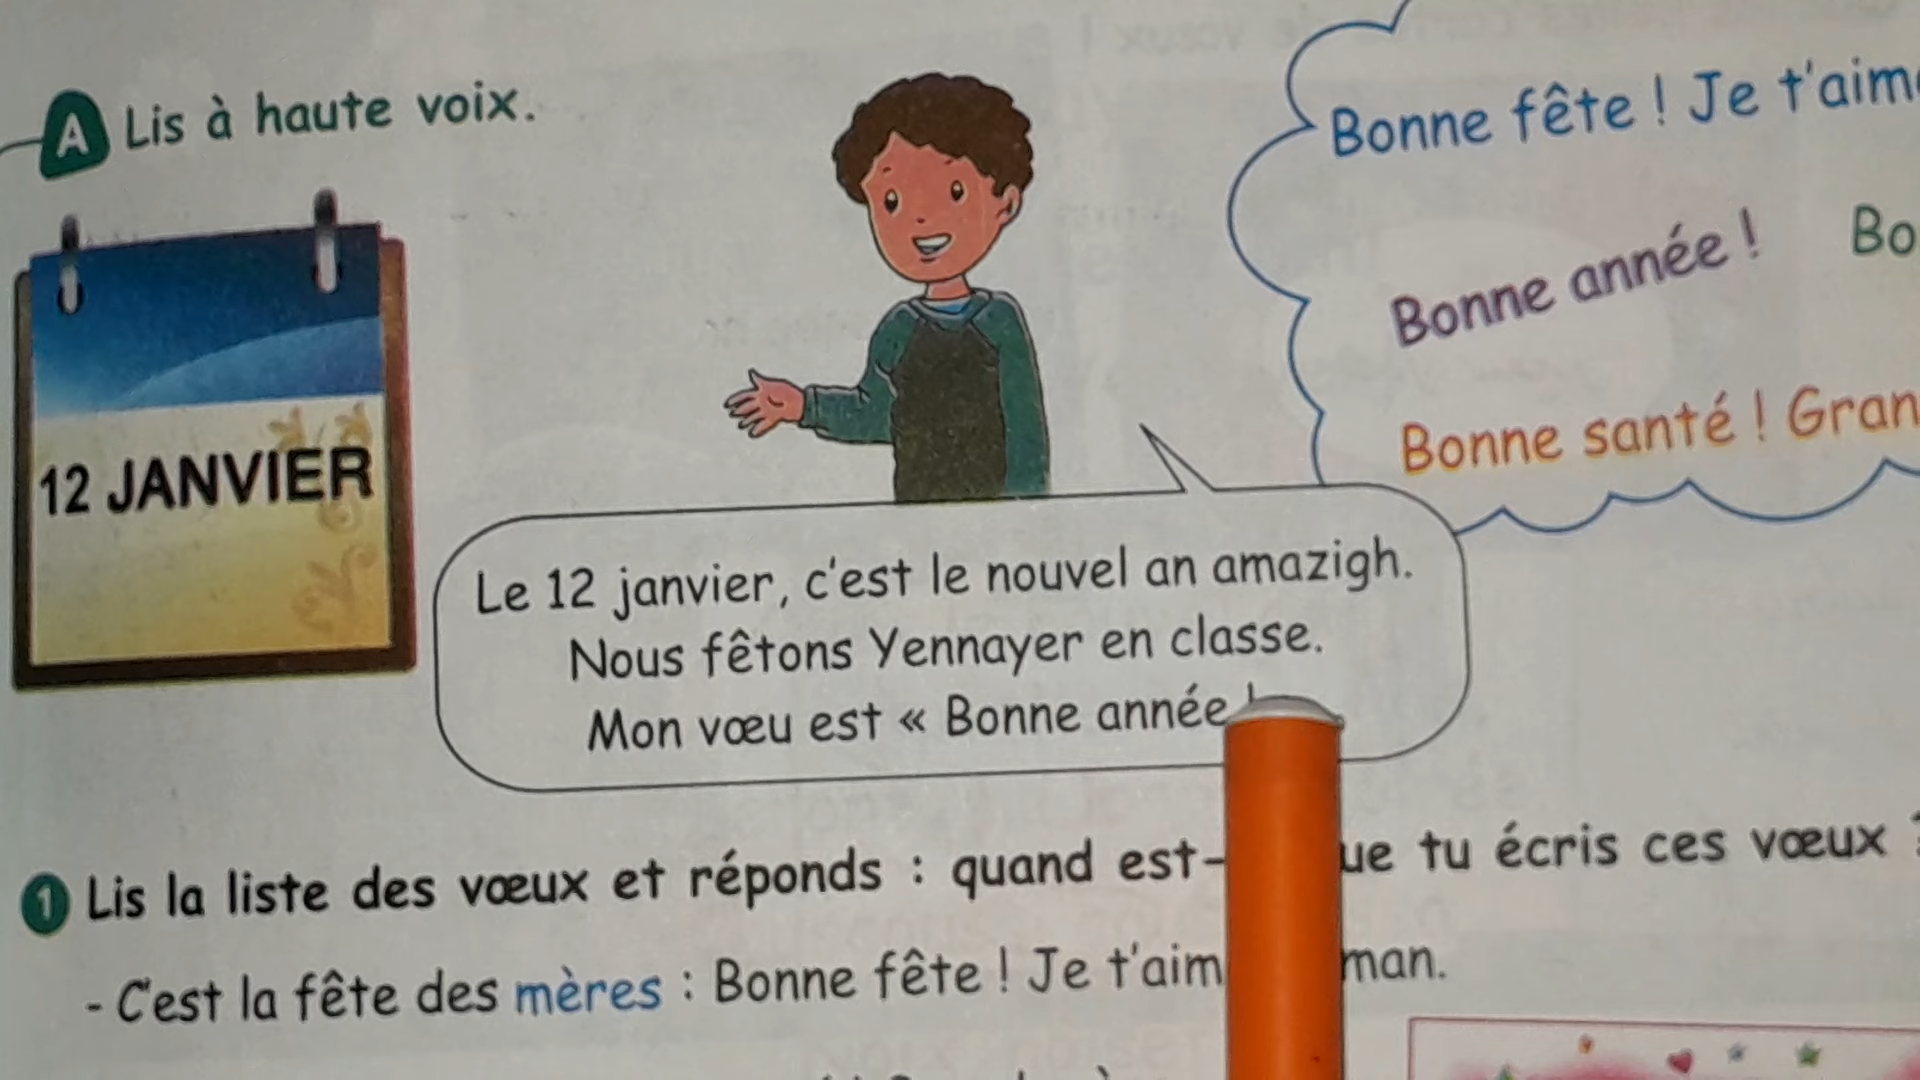 A Lis à haute voix.
12 JANVIER
Bonne fête ! Je t'aim
Bonne année !
Bo
Bonne santé ! Gran
Le 12 janvier, c'est le nouvel an amazigh.
Nous fêtons Yennayer en classe.
Mon vœu est « Bonne année !
1 Lis la liste des vœux et réponds : quand est- ue tu écris ces vœux ?
- C'est la fête des mères : Bonne fête ! Je t'aim man.